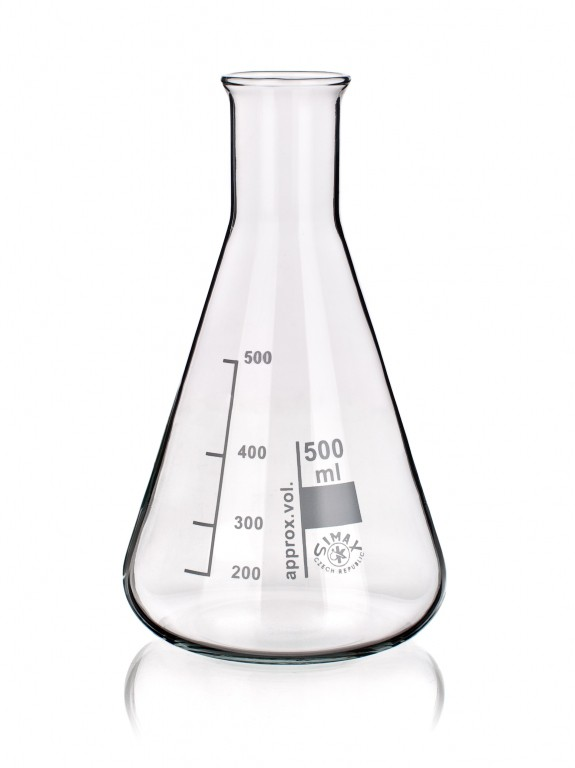 500
400
300
200
approx.vol.
500
ml
SIMAX
CZECH REPUBLIC